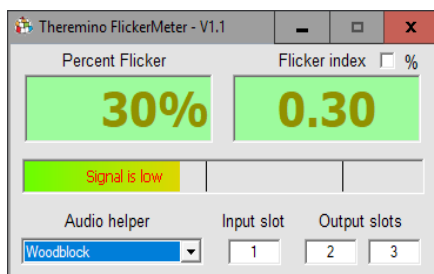 Theremino FlickerMeter - V1.1
Percent Flicker Flicker index %
30% 0.30
Signal is low
Audio helper Input slot Output slots
Woodblock 1 2 3